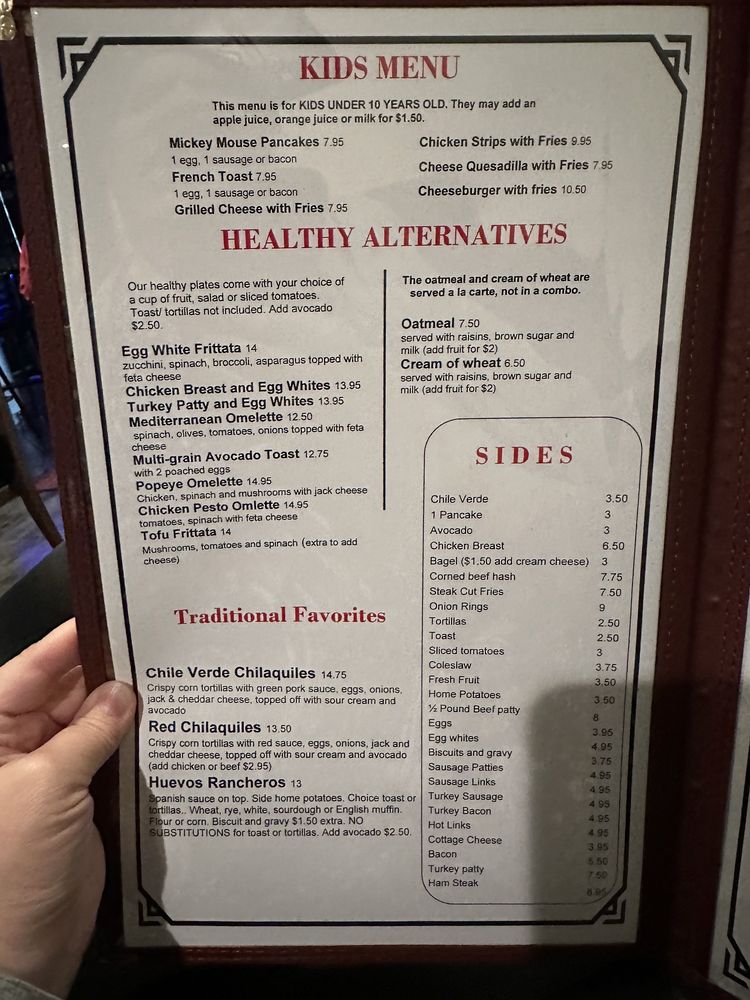 KIDS MENU
This menu is for KIDS UNDER 10 YEARS OLD. They may add an
apple juice, orange juice or milk for $1.50.
Mickey Mouse Pancakes 7.95
1 egg, 1 sausage or bacon
French Toast 7.95
1 egg, 1 sausage or bacon
Grilled Cheese with Fries 7.95
Chicken Strips with Fries 9.95
Cheese Quesadilla with Fries 7.95
Cheeseburger with fries 10.50
HEALTHY ALTERNATIVES
Our healthy plates come with your choice of
a cup of fruit, salad or sliced tomatoes.
Toast/ tortillas not included. Add avocado
$2.50.
Egg White Frittata 14
zucchini, spinach, broccoli, asparagus topped with
feta cheese
Chicken Breast and Egg Whites 13.95
Turkey Patty and Egg Whites 13.95
Mediterranean Omelette 12.50
spinach, olives, tomatoes, onions topped with feta
cheese
Multi-grain Avocado Toast 12.75
with 2 poached eggs
Popeye Omelette 14.95
Chicken, spinach and mushrooms with jack cheese
Chicken Pesto Omlette 14.95
tomatoes, spinach with feta cheese
Tofu Frittata 14
Mushrooms, tomatoes and spinach (extra to add
cheese)
The oatmeal and cream of wheat are
served a la carte, not in a combo.
Oatmeal 7.50
served with raisins, brown sugar and
milk (add fruit for $2)
Cream of wheat 6.50
served with raisins, brown sugar and
milk (add fruit for $2)
Traditional Favorites
Chile Verde Chilaquiles 14.75
Crispy corn tortillas with green pork sauce, eggs, onions,
jack & cheddar cheese, topped off with sour cream and
avocado
Red Chilaquiles 13.50
Crispy corn tortillas with red sauce, eggs, onions, jack and
cheddar cheese, topped off with sour cream and avocado
(add chicken or beef $2.95)
Huevos Rancheros 13
Spanish sauce on top. Side home potatoes. Choice toast or
tortillas.. Wheat, rye, white, sourdough or English muffin.
Flour or corn. Biscuit and gravy $1.50 extra. NO
SUBSTITUTIONS for toast or tortillas. Add avocado $2.50.
SIDES
Chile Verde 3.50
1 Pancake 3
Avocado 3
Chicken Breast 6.50
Bagel ($1.50 add cream cheese) 3
Corned beef hash 7.75
Steak Cut Fries 7.50
Onion Rings 9
Tortillas 2.50
Toast 2.50
Sliced tomatoes 3
Coleslaw 3.75
Fresh Fruit 3.50
Home Potatoes 3.50
½ Pound Beef patty 8
Eggs 3.95
Egg whites 4.95
Biscuits and gravy 3.75
Sausage Patties 4.95
Sausage Links 4.95
Turkey Sausage 4.95
Turkey Bacon 4.95
Hot Links 4.95
Cottage Cheese 3.95
Bacon 5.50
Turkey patty 7.50
Ham Steak 6.95